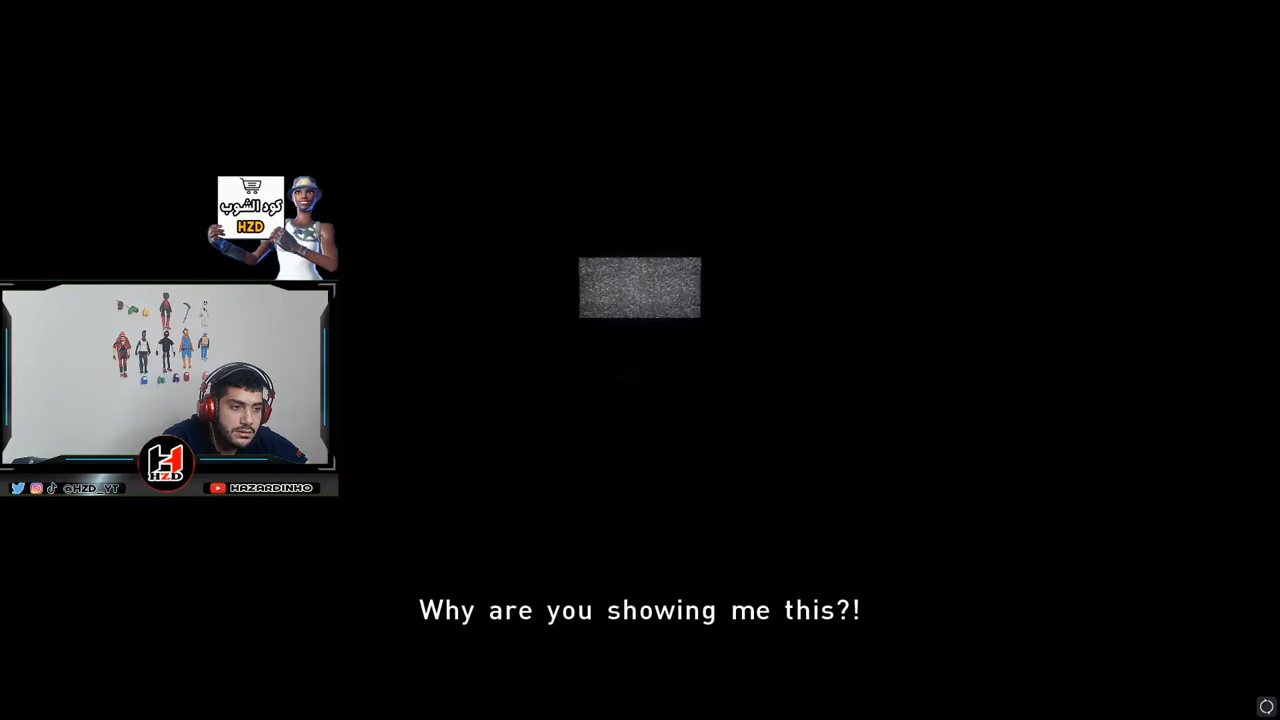 كود الشوب
HZD
HZD
@HZD_YT
HAZARDINHO
Why are you showing me this?!